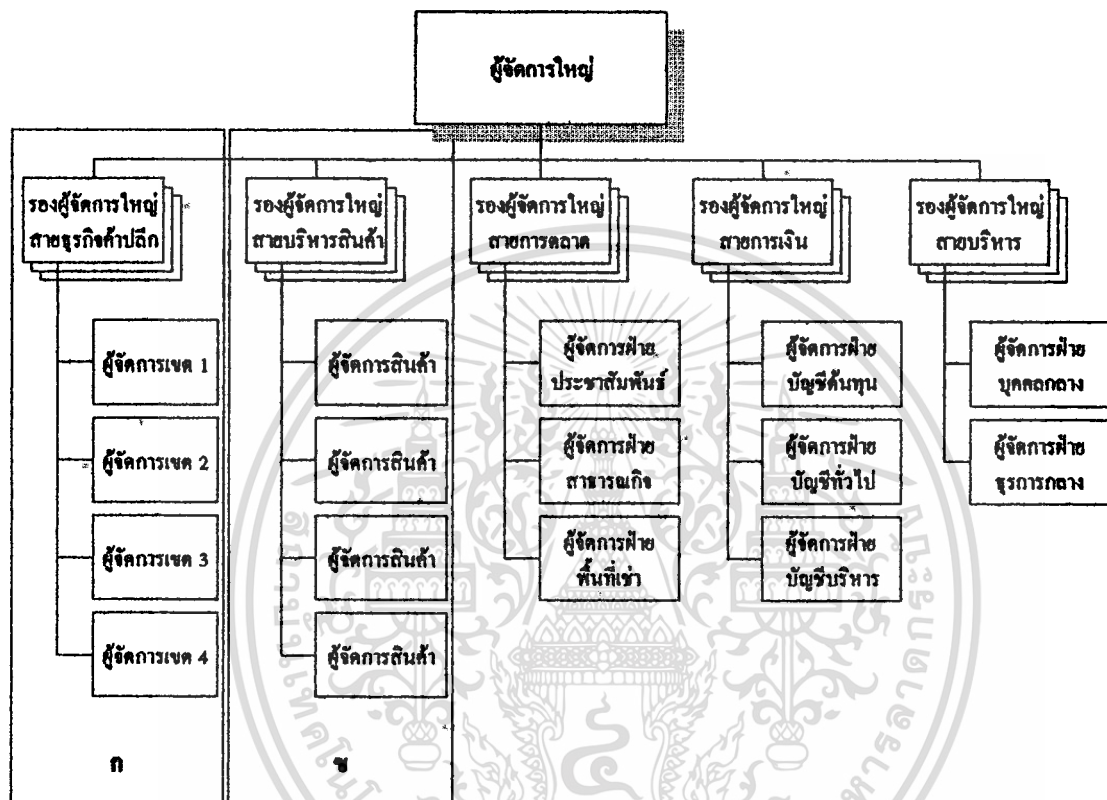 ผู้จัดการใหญ่
รองผู้จัดการใหญ่
สายธุรกิจค้าปลีก
รองผู้จัดการใหญ่
สายบริหารสินค้า
รองผู้จัดการใหญ่
สายการตลาด
รองผู้จัดการใหญ่
สายการเงิน
รองผู้จัดการใหญ่
สายบริหาร
ผู้จัดการเขต 1
ผู้จัดการเขต 2
ผู้จัดการเขต 3
ผู้จัดการเขต 4
ก
ผู้จัดการสินค้า
ผู้จัดการสินค้า
ผู้จัดการสินค้า
ผู้จัดการสินค้า
ข
ผู้จัดการฝ่าย
ประชาสัมพันธ์
ผู้จัดการฝ่าย
สาธารณกิจ
ผู้จัดการฝ่าย
พื้นที่เช่า
ผู้จัดการฝ่าย
บัญชีต้นทุน
ผู้จัดการฝ่าย
บัญชีทั่วไป
ผู้จัดการฝ่าย
บัญชีบริหาร
ผู้จัดการฝ่าย
บุคคลกลาง
ผู้จัดการฝ่าย
ธุรการกลาง